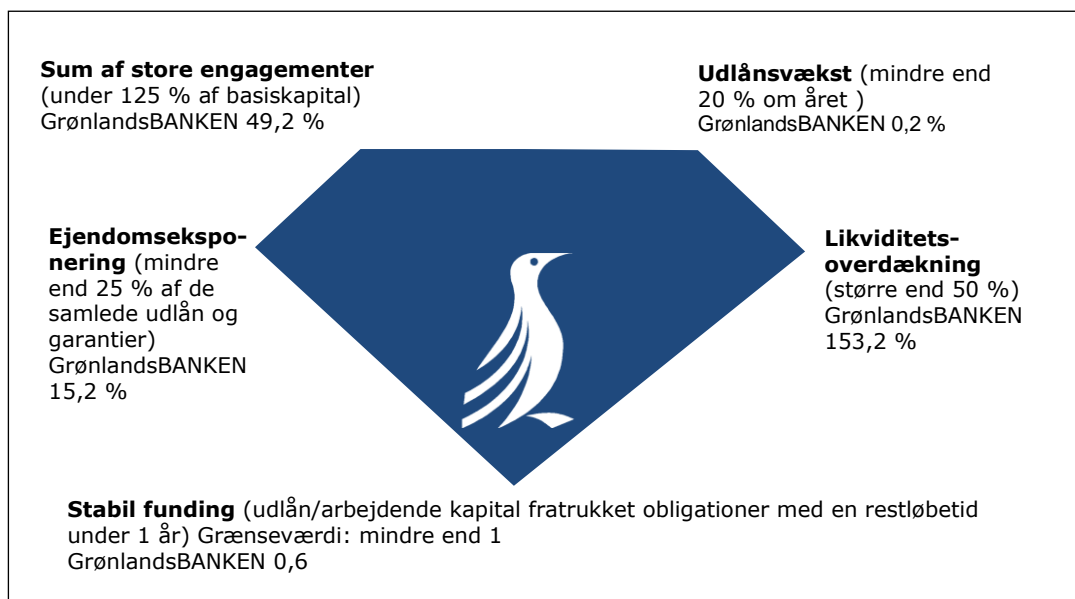 Sum af store engagementer
(under 125 % af basiskapital)
GrønlandsBANKEN 49,2 %
Udlånsvækst (mindre end
20 % om året )
GrønlandsBANKEN 0,2 %
Ejendomsekspo-
nering (mindre
end 25 % af de
samlede udlån og
garantier)
GrønlandsBANKEN
15,2 %
Likviditets-
overdækning
(større end 50 %)
GrønlandsBANKEN
153,2 %
Stabil funding (udlån/arbejdende kapital fratrukket obligationer med en restløbetid
under 1 år) Grænseværdi: mindre end 1
GrønlandsBANKEN 0,6